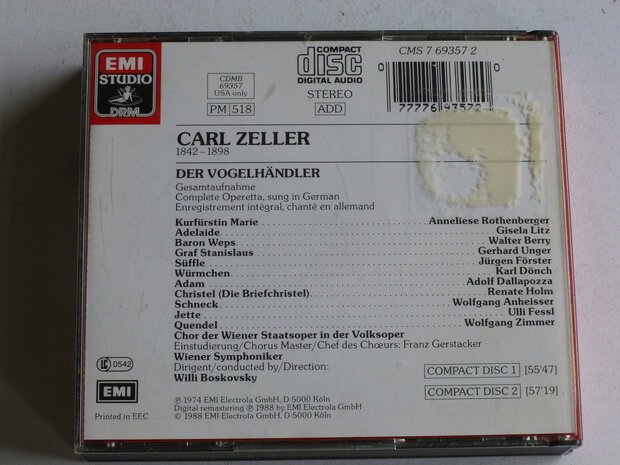 EMI
STUDIO
DRM
CDMB
69357
USA only
PM 518
COMPACT
disc
DIGITAL AUDIO
STEREO
ADD
CMS 7 69357 2
0 77776 93572 0
CARL ZELLER
1842–1898
DER VOGELHÄNDLER
Gesamtaufnahme
Complete Operetta, sung in German
Enregistrement intégral, chanté en allemand
Kurfürstin Marie Anneliese Rothenberger
Adelaide Gisela Litz
Baron Weps Walter Berry
Graf Stanislaus Gerhard Unger
Süffle Jürgen Förster
Würmchen Karl Dönch
Adam Adolf Dallapozza
Christel (Die Briefchristel) Renate Holm
Schneck Wolfgang Anheisser
Jette Ulli Fessl
Quendel Wolfgang Zimmer
Chor der Wiener Staatsoper in der Volksoper
Einstudierung/Chorus Master/Chef des Chœurs: Franz Gerstacker
Wiener Symphoniker
Dirigent/conducted by/Direction:
Willi Boskovsky
COMPACT DISC 1 [55'47]
COMPACT DISC 2 [57'19]
LC 0542
EMI
Printed in EEC
℗ 1974 EMI Electrola GmbH, D-5000 Köln
Digital remastering ℗ 1988 by EMI Electrola GmbH
© 1988 EMI Electrola GmbH, D-5000 Köln